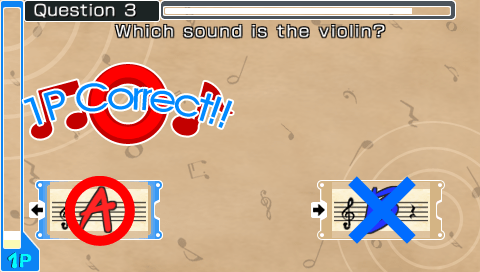 Question 3
Which sound is the violin?
1P Correct!!
A
1P